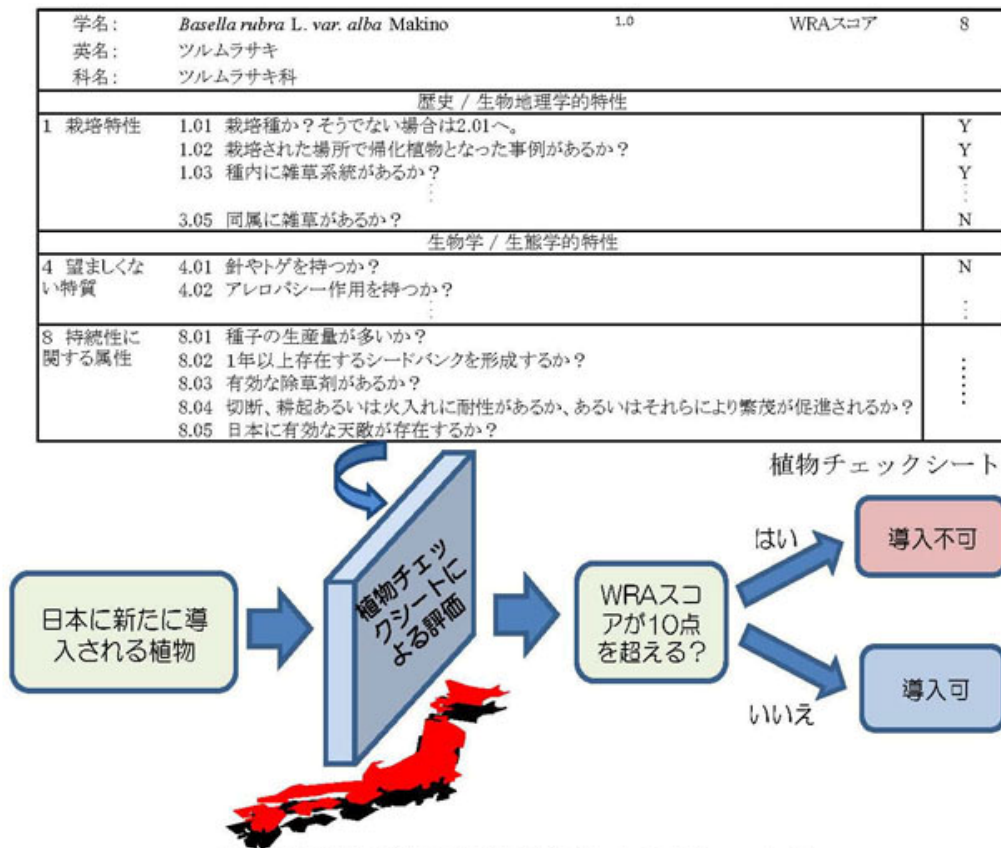 学名: Basella rubra L. var. alba Makino 1.0 WRAスコア 8
英名: ツルムラサキ
科名: ツルムラサキ科
歴史 / 生物地理学的特性
1 栽培特性 1.01 栽培種か？そうでない場合は2.01へ。 Y
1.02 栽培された場所で帰化植物となった事例があるか？ Y
1.03 種内に雑草系統があるか？ Y
3.05 同属に雑草があるか？ N
生物学 / 生態学的特性
4 望ましくな 4.01 針やトゲを持つか？ N
い特質 4.02 アレロパシー作用を持つか？
8 持続性に 8.01 種子の生産量が多いか？
関する属性 8.02 1年以上存在するシードバンクを形成するか？
8.03 有効な除草剤があるか？
8.04 切断、耕起あるいは火入れに耐性があるか、あるいはそれらにより繁茂が促進されるか？
8.05 日本に有効な天敵が存在するか？
植物チェックシート
日本に新たに導
入される植物
植物チェッ
クシートに
よる評価
WRAスコ
アが10点
を超える？
はい
導入不可
いいえ
導入可